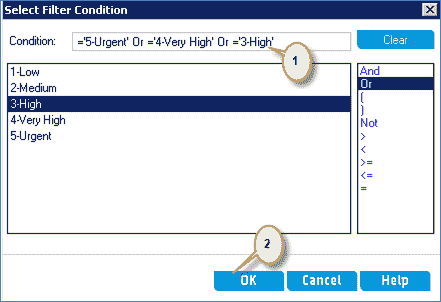 Select Filter Condition
Condition: ='5-Urgent' Or ='4-Very High' Or ='3-High' Clear
1
1-Low
2-Medium
3-High
4-Very High
5-Urgent
And
Or
(
)
Not
>
<
>=
<=
=
2
OK Cancel Help